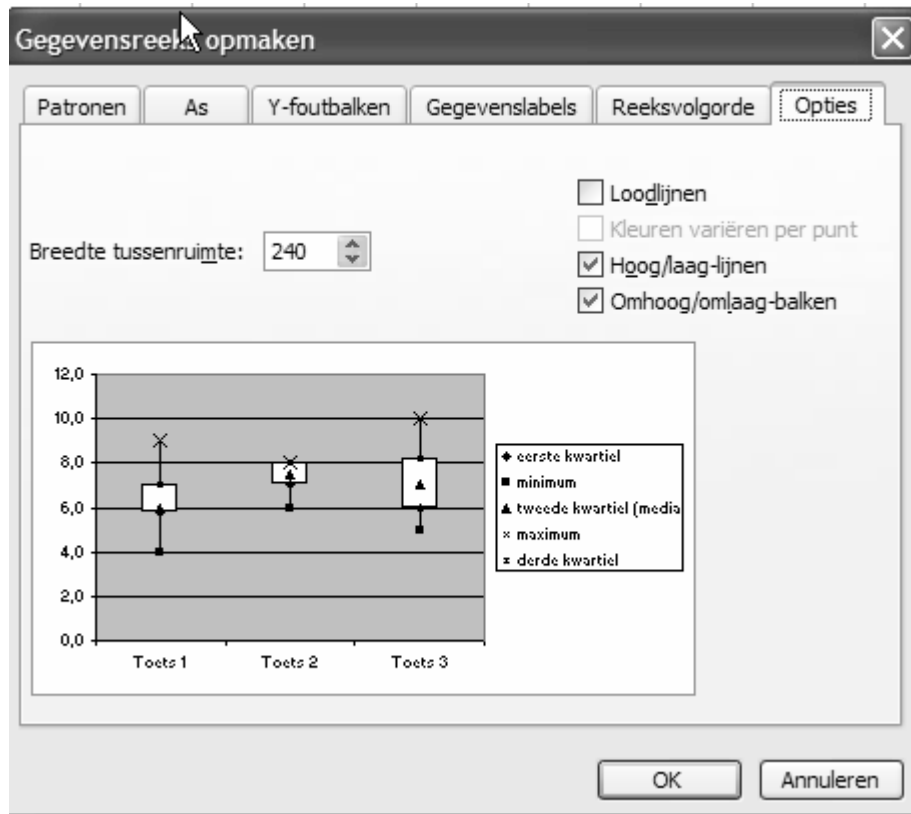 Gegevensreeks opmaken
Patronen As Y-foutbalken Gegevenslabels Reeksvolgorde Opties
Loodlijnen
Kleuren variëren per punt
Breedte tussenruimte: 240
Hoog/laag-lijnen
Omhoog/omlaag-balken
12,0
10,0
8,0
6,0
4,0
2,0
0,0
Toets 1 Toets 2 Toets 3
eerste kwartiel
minimum
tweede kwartiel (media
maximum
derde kwartiel
OK Annuleren